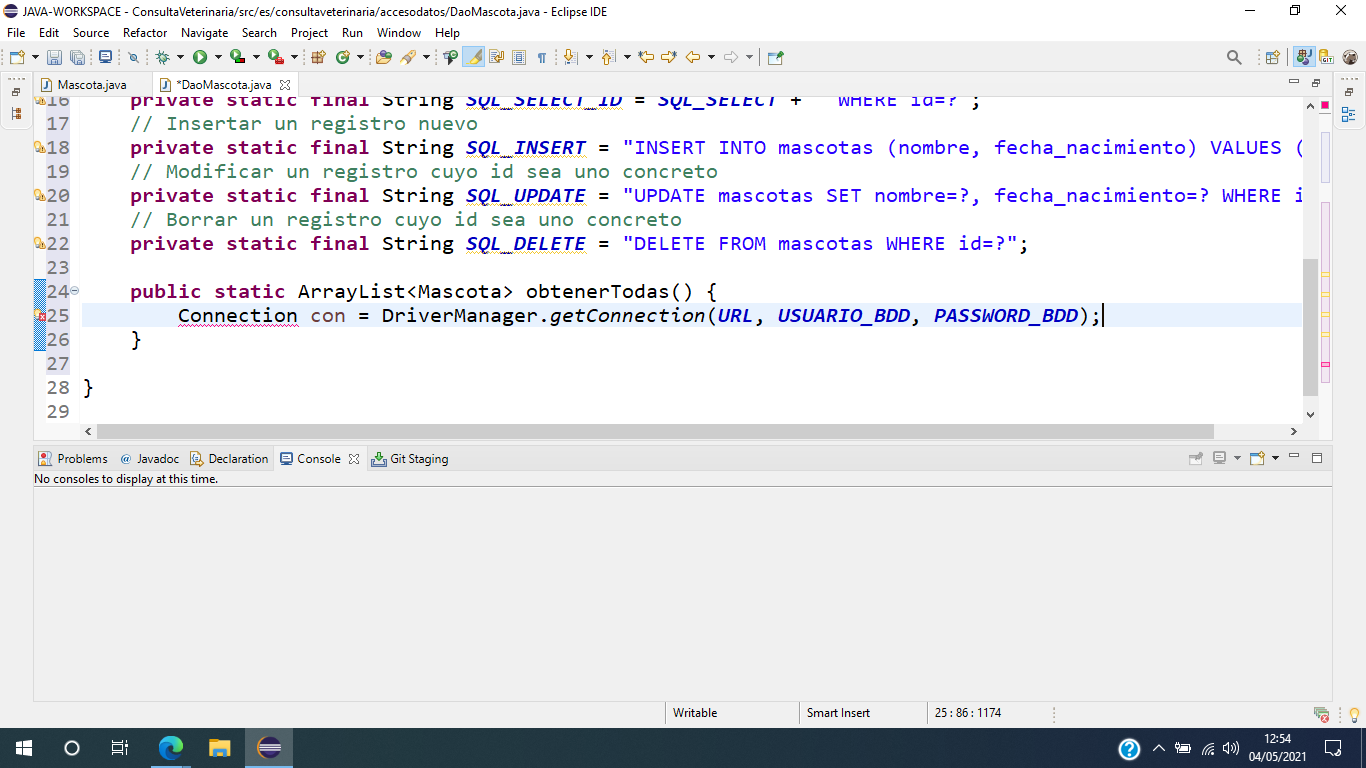 JAVA-WORKSPACE - ConsultaVeterinaria/src/es/consultaveterinaria/accesodatos/DaoMascota.java - Eclipse IDE
File Edit Source Refactor Navigate Search Project Run Window Help
Mascota.java *DaoMascota.java
16 private static final String SQL_SELECT_ID = SQL_SELECT + " WHERE id=?";
17 // Insertar un registro nuevo
18 private static final String SQL_INSERT = "INSERT INTO mascotas (nombre, fecha_nacimiento) VALUES (
19 // Modificar un registro cuyo id sea uno concreto
20 private static final String SQL_UPDATE = "UPDATE mascotas SET nombre=?, fecha_nacimiento=? WHERE i
21 // Borrar un registro cuyo id sea uno concreto
22 private static final String SQL_DELETE = "DELETE FROM mascotas WHERE id=?";
23
24 public static ArrayList<Mascota> obtenerTodas() {
25 Connection con = DriverManager.getConnection(URL, USUARIO_BDD, PASSWORD_BDD);
26 }
27
28 }
29
Problems @ Javadoc Declaration Console Git Staging
No consoles to display at this time.
Writable Smart Insert 25 : 86 : 1174
12:54
04/05/2021